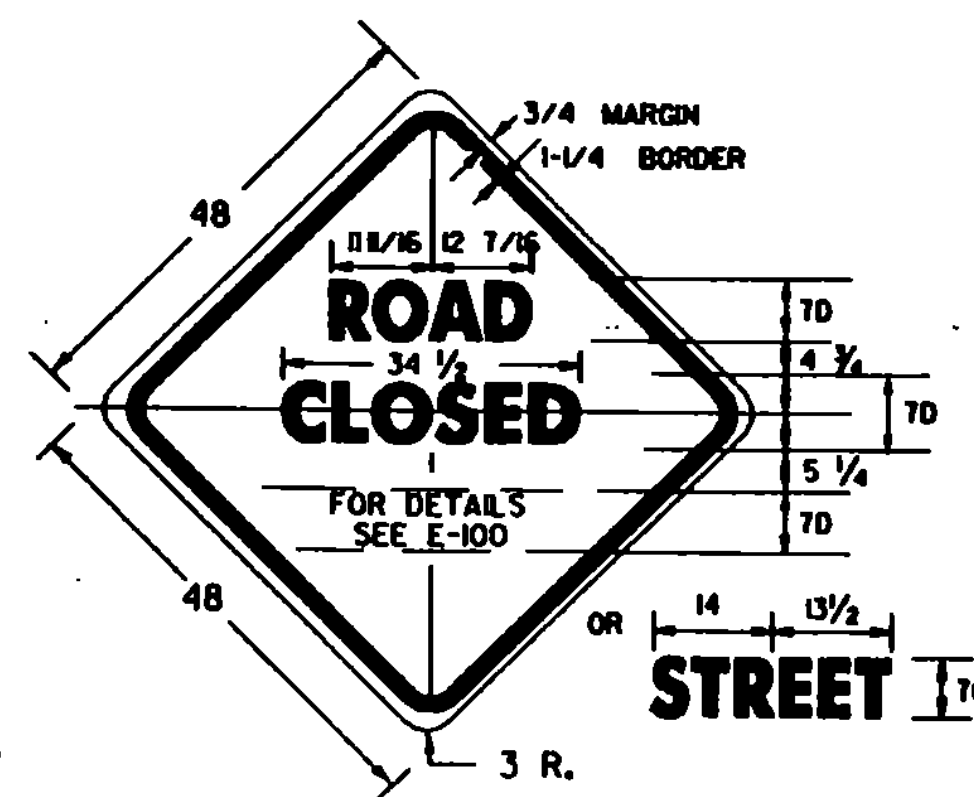 3/4 MARGIN
1-1/4 BORDER
48
11 11/16 12 7/16
ROAD
7D
34 1/2
4 3/4
CLOSED
7D
1
5 1/4
FOR DETAILS
SEE E-100
7D
48
OR
14
13 1/2
STREET
3 R.